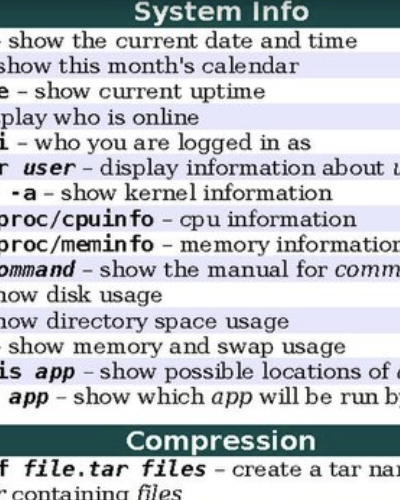 System Info
– show the current date and time
show this month's calendar
e – show current uptime
play who is online
i – who you are logged in as
r user – display information about u
-a – show kernel information
proc/cpuinfo – cpu information
proc/meminfo – memory information
ommand – show the manual for comm
how disk usage
how directory space usage
– show memory and swap usage
is app – show possible locations of
app – show which app will be run b
Compression
f file.tar files – create a tar na
r containing files